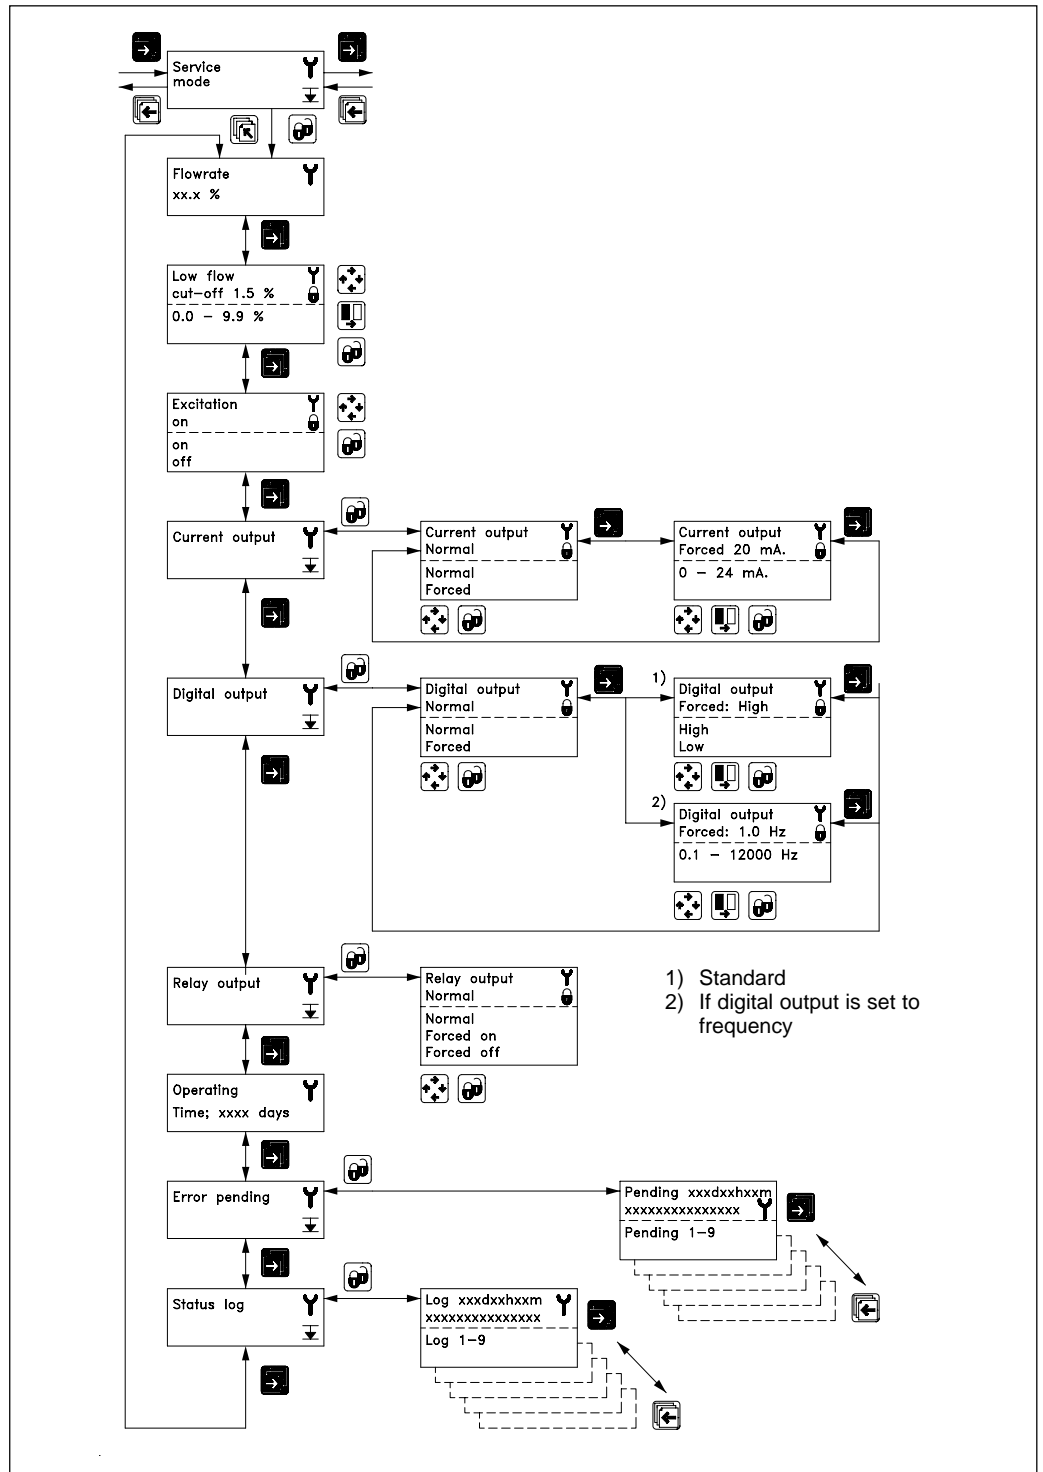 Service
mode
Flowrate
xx.x %
Low flow
cut-off 1.5 %
0.0 - 9.9 %
Excitation
on
on
off
Current output
Current output
Normal
Normal
Forced
Current output
Forced 20 mA.
0 - 24 mA.
Digital output
Digital output
Normal
Normal
Forced
1)
Digital output
Forced: High
High
Low
2)
Digital output
Forced: 1.0 Hz
0.1 - 12000 Hz
Relay output
Relay output
Normal
Normal
Forced on
Forced off
1) Standard
2) If digital output is set to
frequency
Operating
Time; xxxx days
Error pending
Pending xxxdxxhxxm
xxxxxxxxxxxxxxx
Pending 1-9
Status log
Log xxxdxxhxxm
xxxxxxxxxxxxxxx
Log 1-9